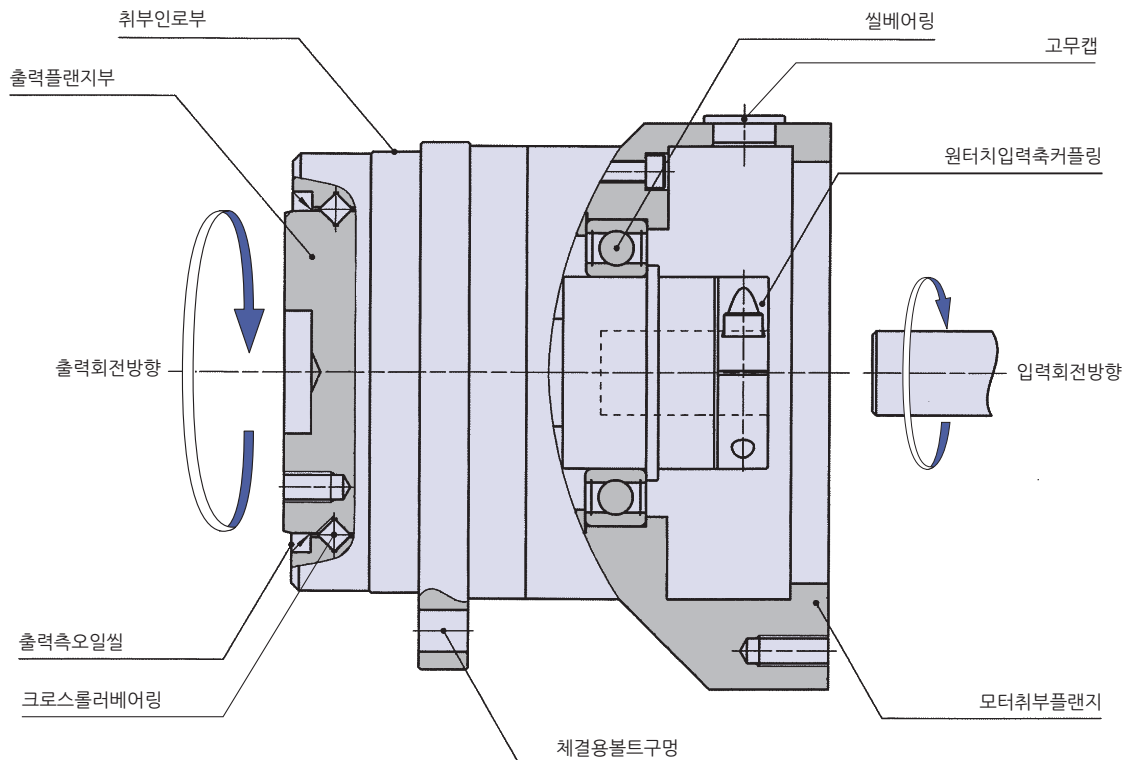 취부인로부
씰베어링
고무캡
출력플랜지부
원터치입력축커플링
출력회전방향
입력회전방향
출력측오일씰
크로스롤러베어링
모터취부플랜지
체결용볼트구멍